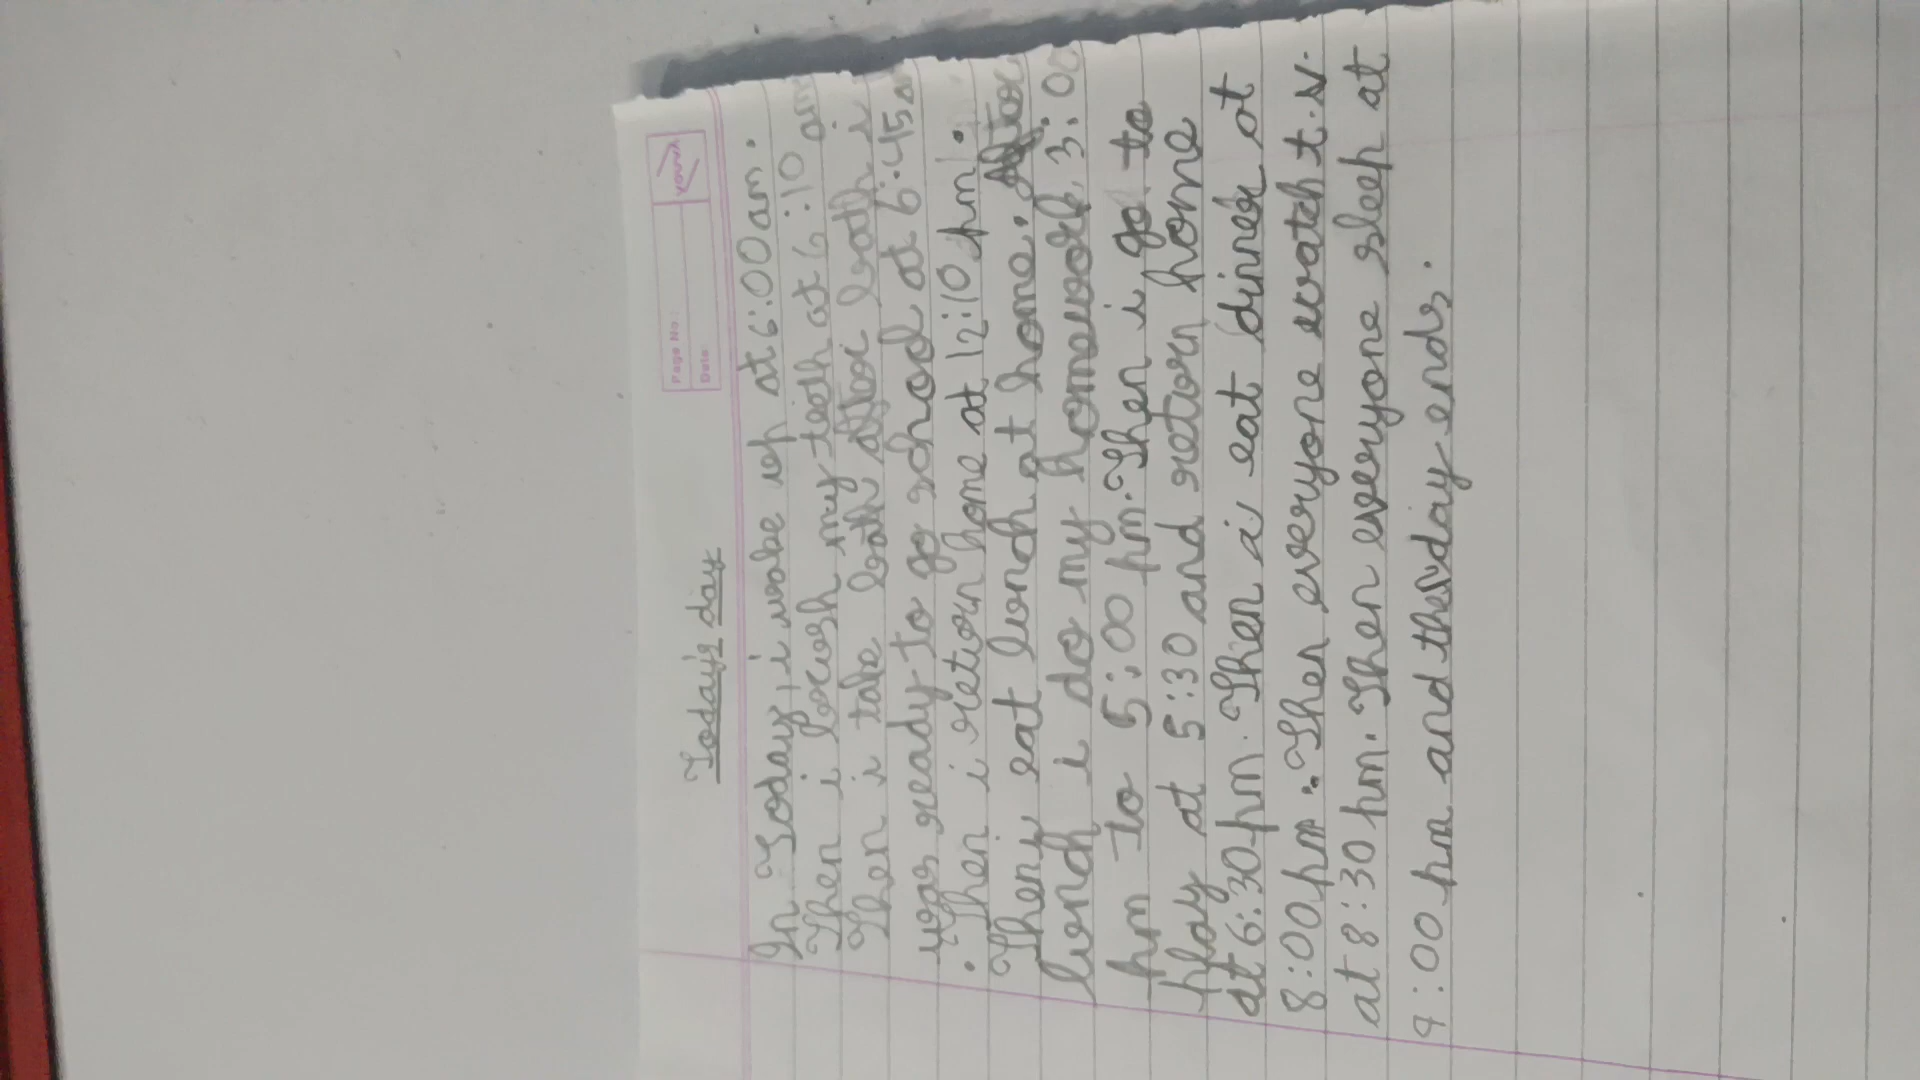 Page No:
Date:
YOUVA
Today's day
In Today, i wake up at 6:00 am.
Then i brush my teeth at 6:10 am
Then i take bath after bath i
was ready to go school at 6:45 a
. Then i return home at 12:10 pm.
Then eat lunch at home. After
lunch i do my homework 3:00
pm to 5:00 pm. Then i go to
play at 5:30 and return home
at 6:30 pm. Then i eat dinner at
8:00 pm. Then everyone watch t.v.
at 8:30 pm. Then everyone sleep at
9:00 pm and the day ends.